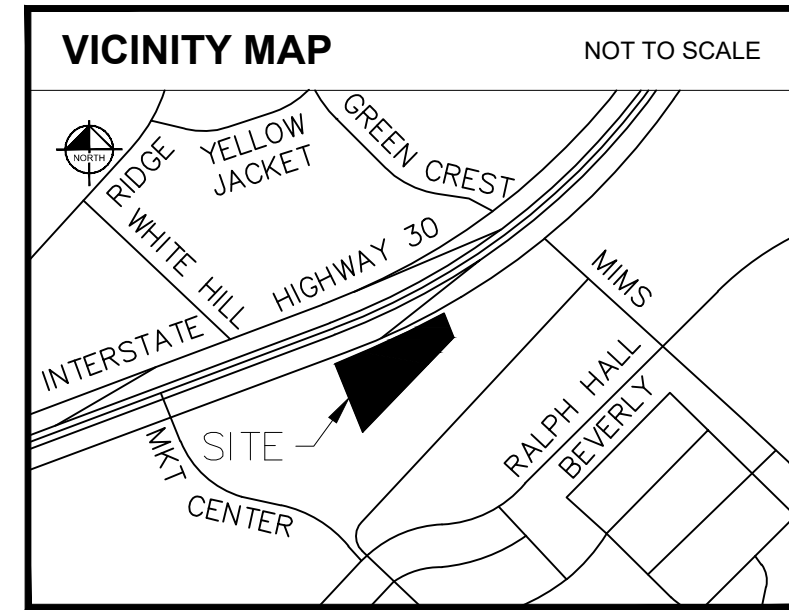 VICINITY MAP
NOT TO SCALE
NORTH
RIDGE
YELLOW
JACKET
GREEN CREST
WHITE HILL
INTERSTATE HIGHWAY 30
MIMS
RALPH HALL
BEVERLY
SITE
MKT CENTER